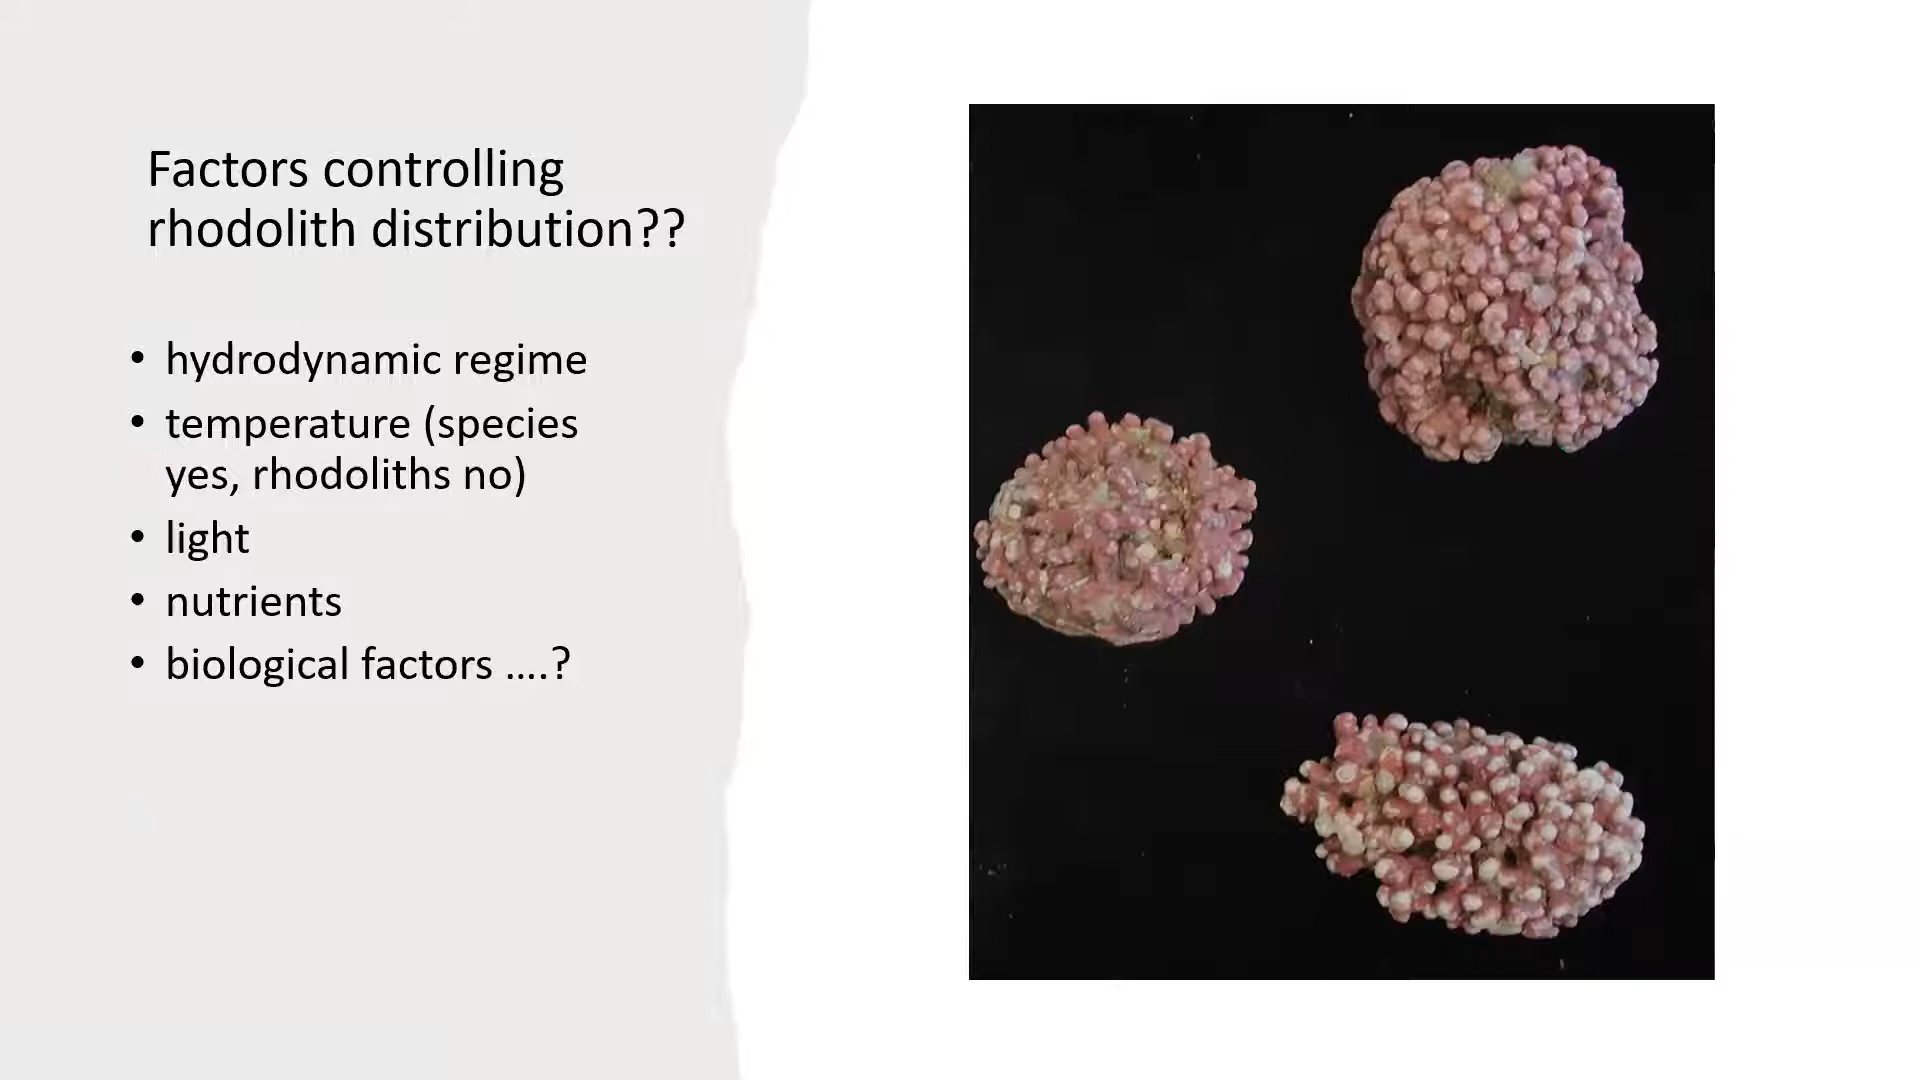 Factors controlling
rhodolith distribution??
• hydrodynamic regime
• temperature (species
yes, rhodoliths no)
• light
• nutrients
• biological factors ....?